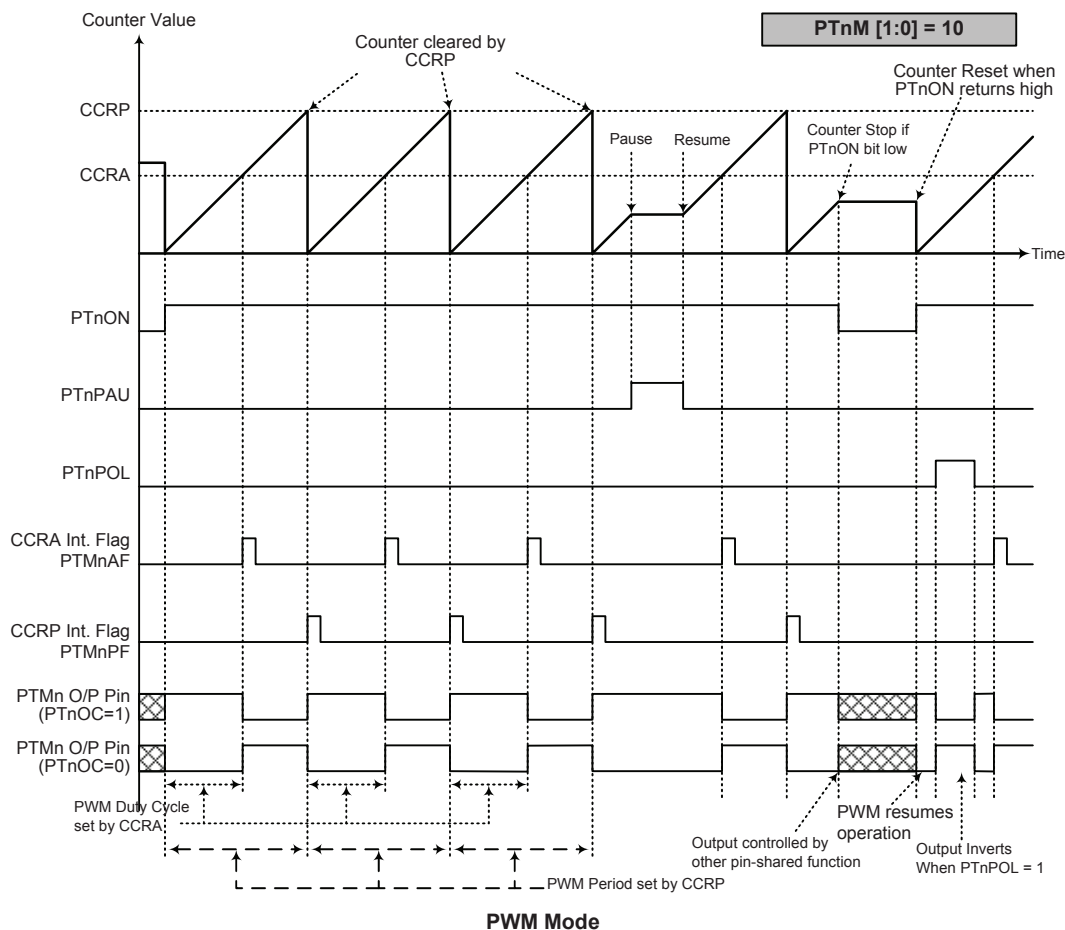 Counter Value
PTnM [1:0] = 10
Counter cleared by
CCRP
Counter Reset when
PTnON returns high
CCRP
Pause
Resume
Counter Stop if
PTnON bit low
CCRA
Time
PTnON
PTnPAU
PTnPOL
CCRA Int. Flag
PTMnAF
CCRP Int. Flag
PTMnPF
PTMn O/P Pin
(PTnOC=1)
PTMn O/P Pin
(PTnOC=0)
PWM Duty Cycle
set by CCRA
PWM resumes
operation
Output controlled by
other pin-shared function
Output Inverts
When PTnPOL = 1
PWM Period set by CCRP
PWM Mode